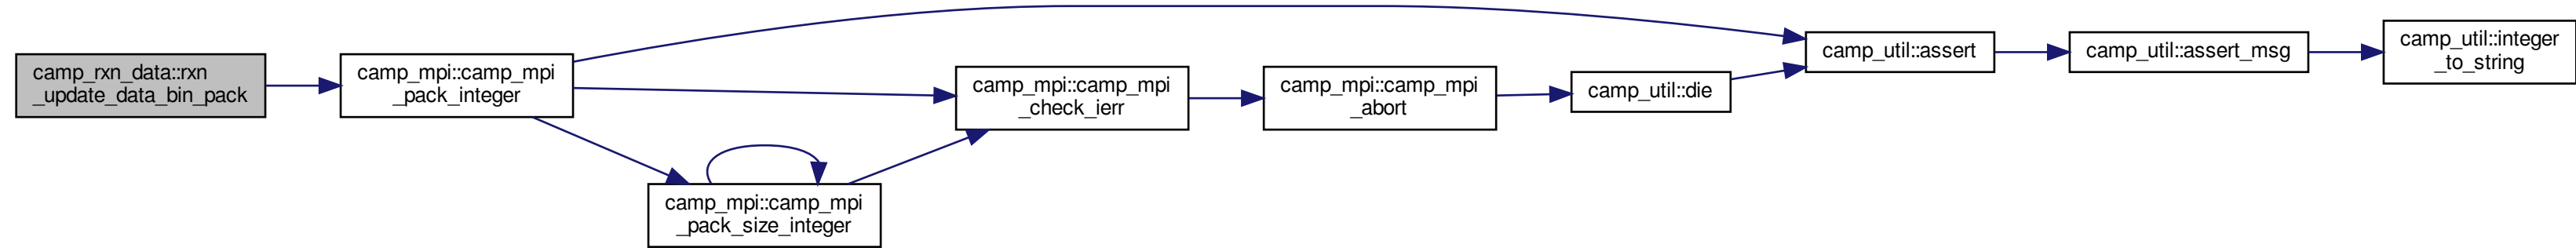 camp_rxn_data::rxn
_update_data_bin_pack
camp_mpi::camp_mpi
_pack_integer
camp_mpi::camp_mpi
_pack_size_integer
camp_mpi::camp_mpi
_check_ierr
camp_mpi::camp_mpi
_abort
camp_util::die
camp_util::assert
camp_util::assert_msg
camp_util::integer
_to_string